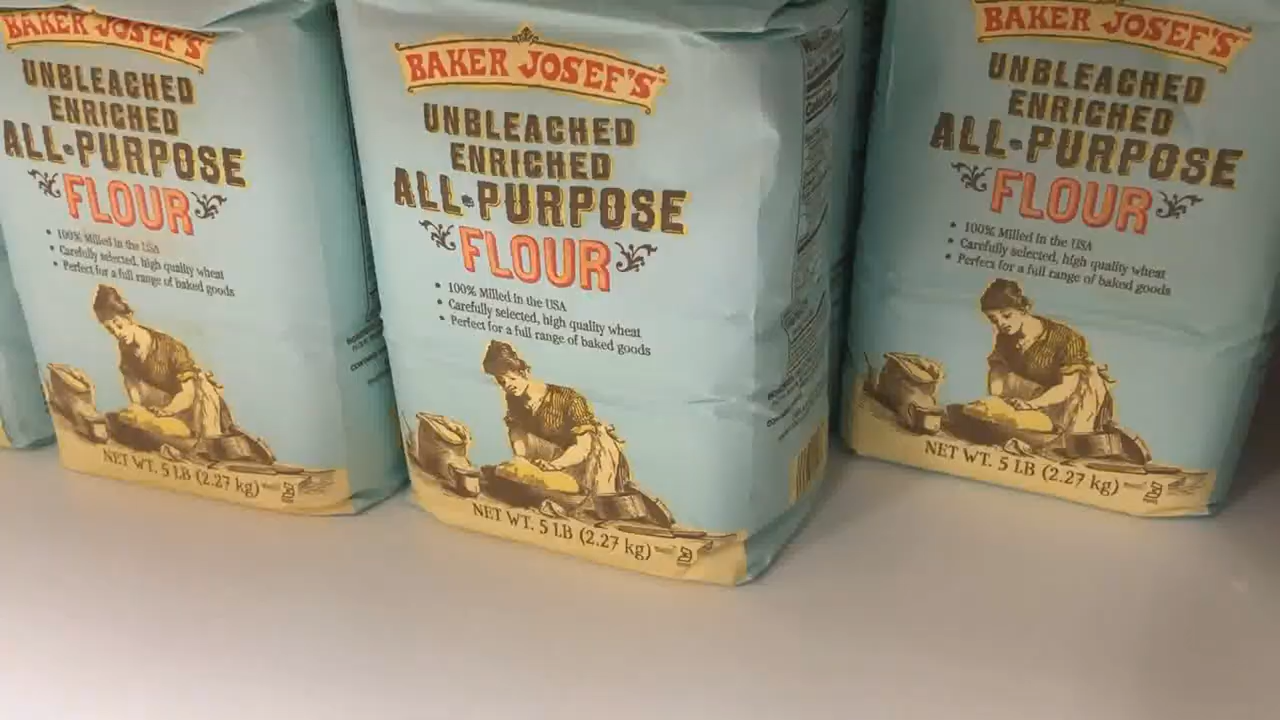 BAKER JOSEF'S
UNBLEACHED
ENRICHED
ALL-PURPOSE
FLOUR
• 100% Milled in the USA
• Carefully selected, high quality wheat
• Perfect for a full range of baked goods
NET WT. 5 LB (2.27 kg)
BAKER JOSEF'S
UNBLEACHED
ENRICHED
ALL-PURPOSE
FLOUR
• 100% Milled in the USA
• Carefully selected, high quality wheat
• Perfect for a full range of baked goods
NET WT. 5 LB (2.27 kg)
BAKER JOSEF'S
UNBLEACHED
ENRICHED
ALL-PURPOSE
FLOUR
• 100% Milled in the USA
• Carefully selected, high quality wheat
• Perfect for a full range of baked goods
NET WT. 5 LB (2.27 kg)